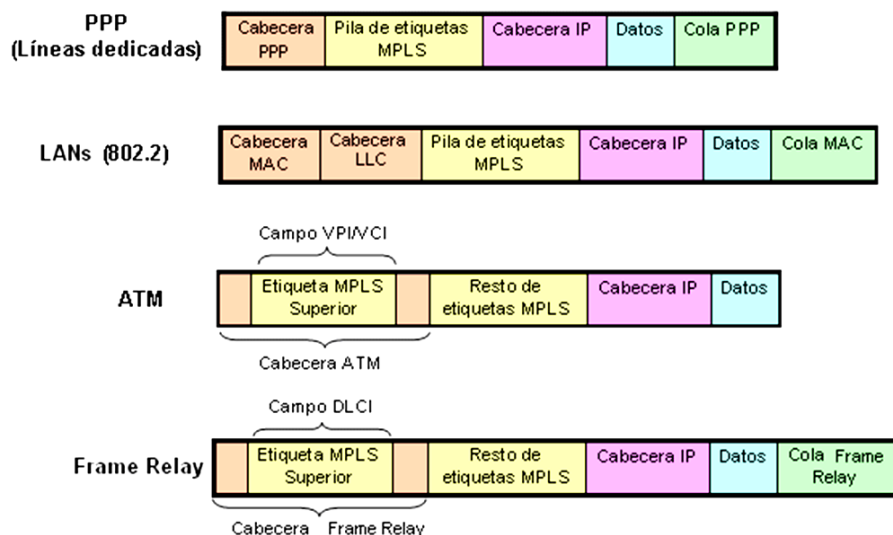 PPP
(Líneas dedicadas)
Cabecera
PPP
Pila de etiquetas
MPLS
Cabecera IP
Datos
Cola PPP
LANs (802.2)
Cabecera
MAC
Cabecera
LLC
Pila de etiquetas
MPLS
Cabecera IP
Datos
Cola MAC
Campo VPI/VCI
ATM
Etiqueta MPLS
Superior
Resto de
etiquetas MPLS
Cabecera IP
Datos
Cabecera ATM
Campo DLCI
Frame Relay
Etiqueta MPLS
Superior
Resto de
etiquetas MPLS
Cabecera IP
Datos
Cola Frame
Relay
Cabecera Frame Relay